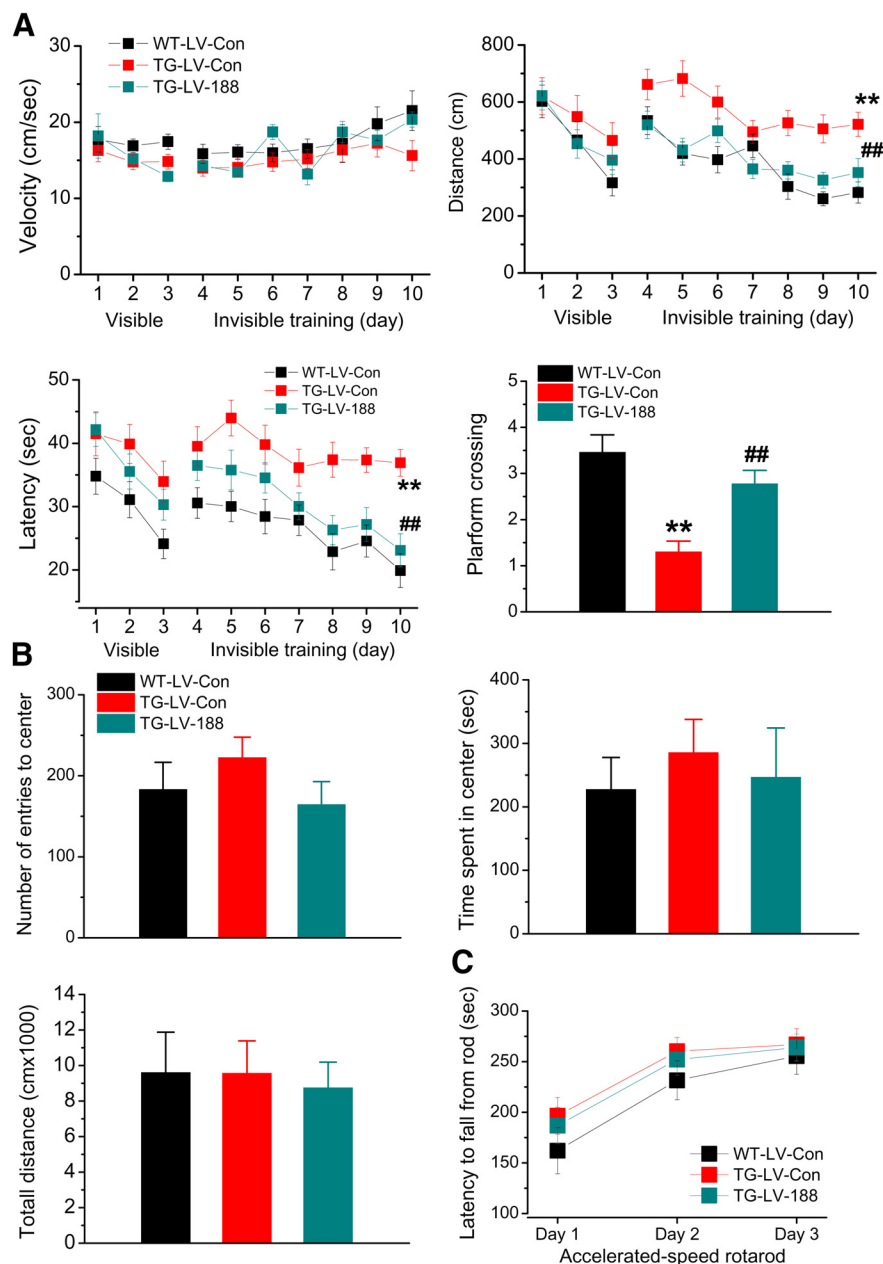 A
Velocity (cm/sec)
30
20
10
0
WT-LV-Con
TG-LV-Con
TG-LV-188
1 2 3 4 5 6 7 8 9 10
Visible Invisible training (day)
Distance (cm)
800
600
400
200
0
**
##
1 2 3 4 5 6 7 8 9 10
Visible Invisible training (day)
Latency (sec)
50
40
30
20
WT-LV-Con
TG-LV-Con
TG-LV-188
**
##
1 2 3 4 5 6 7 8 9 10
Visible Invisible training (day)
Plarform crossing
5
4
3
2
1
0
WT-LV-Con
TG-LV-Con
TG-LV-188
**
##
B
Number of entries to center
300
200
100
0
WT-LV-Con
TG-LV-Con
TG-LV-188
Time spent in center (sec)
400
300
200
100
0
Totall distance (cmx1000)
14
12
10
8
6
4
2
0
C
Latency to fall from rod (sec)
300
250
200
150
100
WT-LV-Con
TG-LV-Con
TG-LV-188
Day 1 Day 2 Day 3
Accelerated-speed rotarod